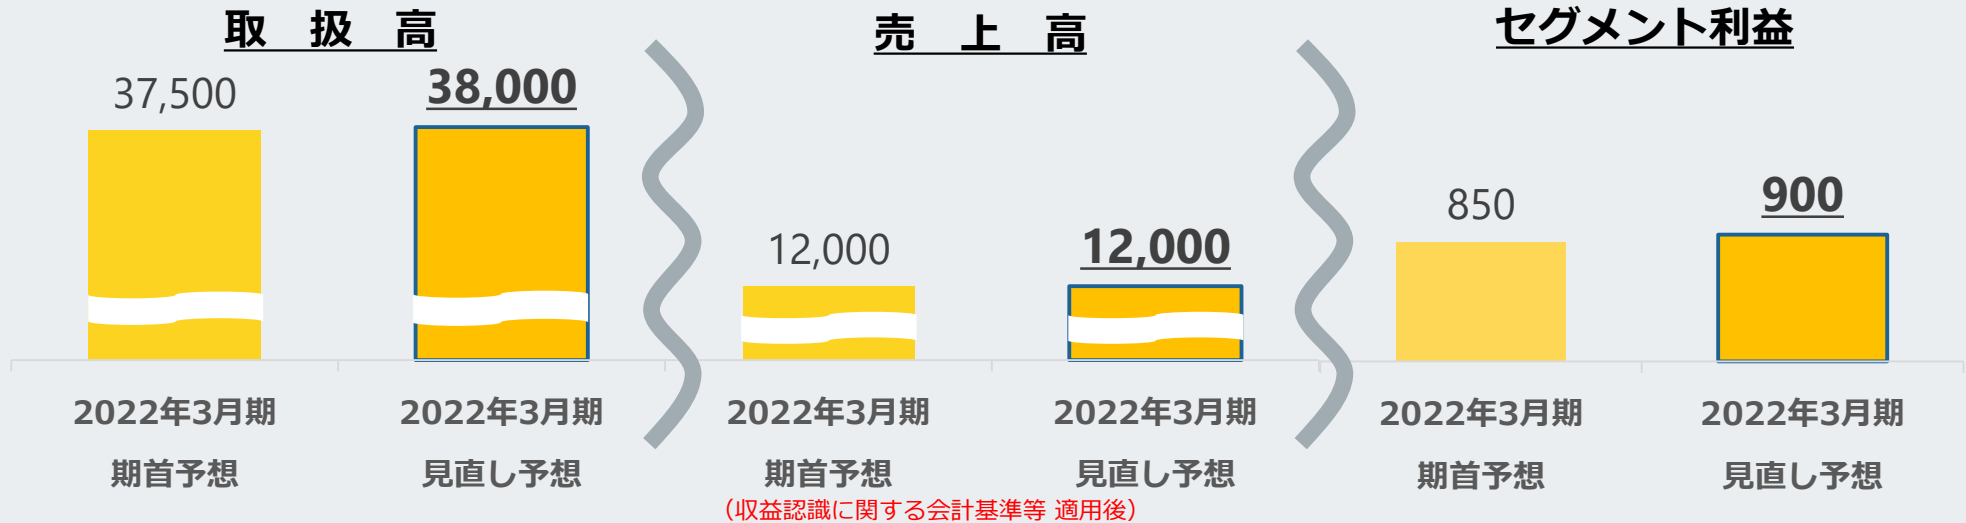 取　扱　高
37,500
38,000
2022年3月期
期首予想
2022年3月期
見直し予想
売　上　高
12,000
12,000
2022年3月期
期首予想
2022年3月期
見直し予想
（収益認識に関する会計基準等 適用後）
セグメント利益
850
900
2022年3月期
期首予想
2022年3月期
見直し予想